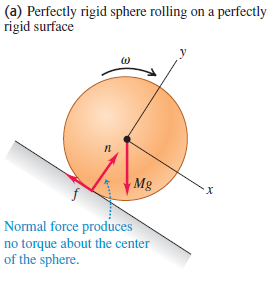 (a) Perfectly rigid sphere rolling on a perfectly
rigid surface
ω
y
n
Mg
x
f
Normal force produces
no torque about the center
of the sphere.